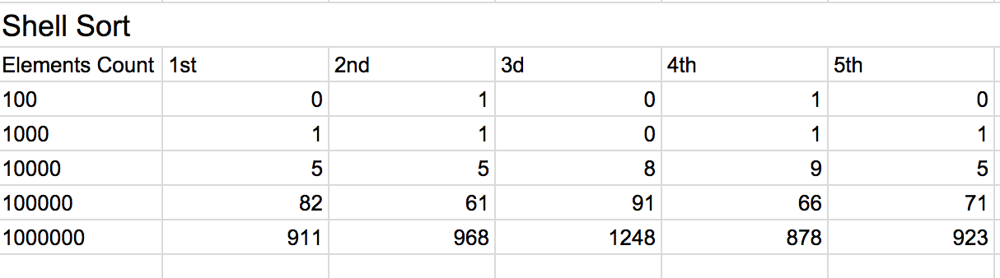 Shell Sort
Elements Count 1st 2nd 3d 4th 5th
100 0 1 0 1 0
1000 1 1 0 1 1
10000 5 5 8 9 5
100000 82 61 91 66 71
1000000 911 968 1248 878 923